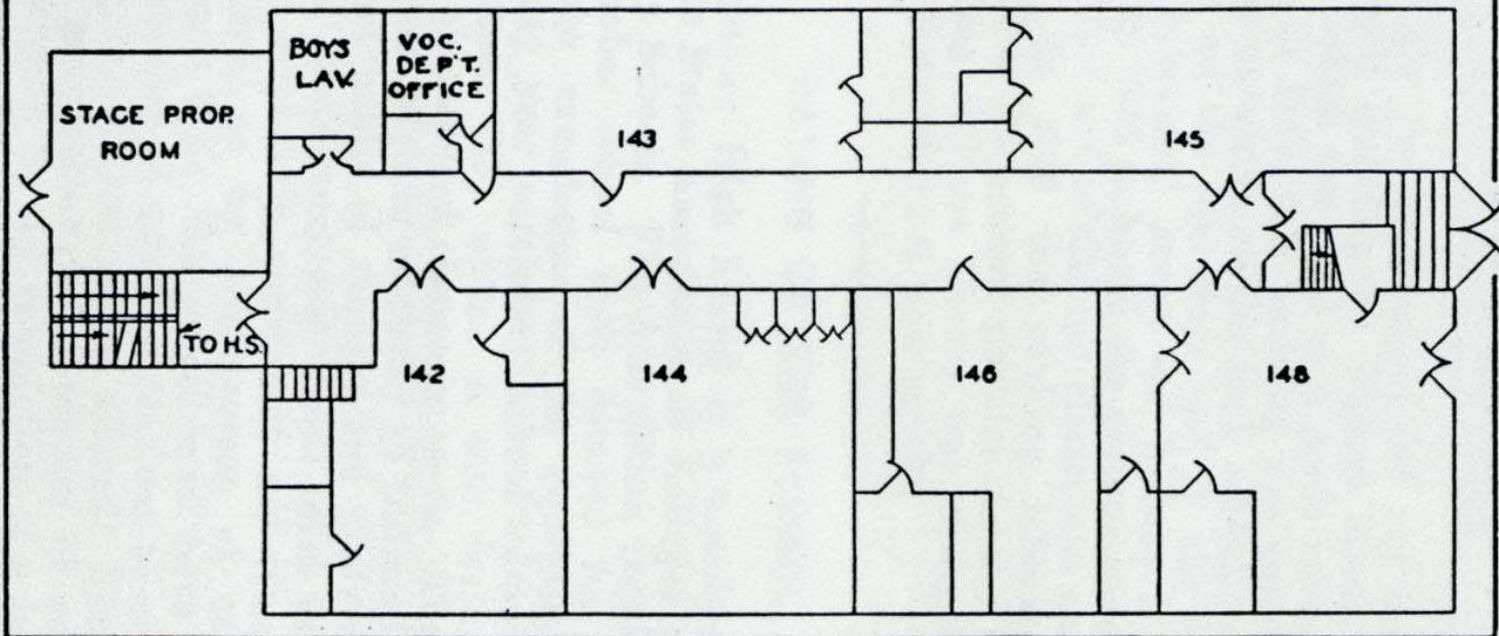 BOYS
LAV.
VOC.
DEP'T.
OFFICE
STAGE PROP.
ROOM
143
145
TO H.S.
142
144
146
148